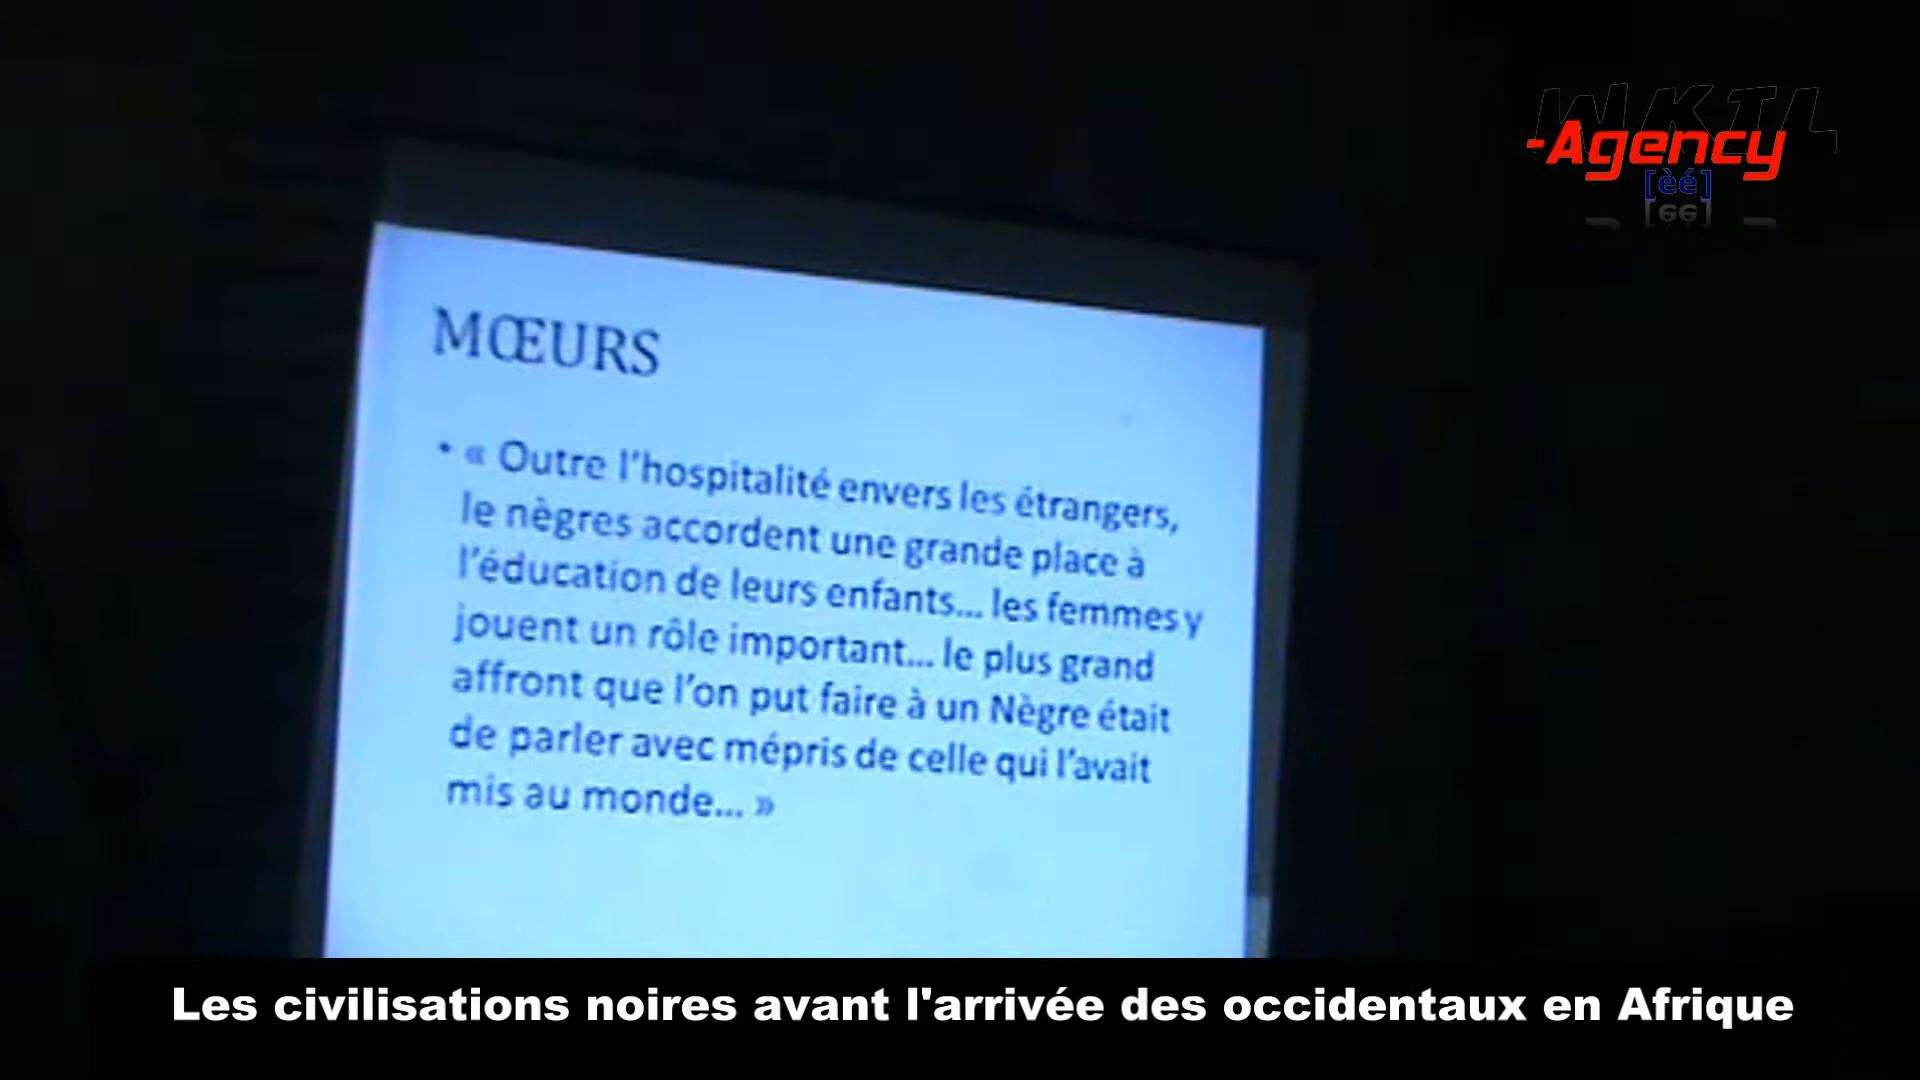 WKTL
-Agency
[èé]
MŒURS
• « Outre l'hospitalité envers les étrangers,
le nègres accordent une grande place à
l'éducation de leurs enfants... les femmes y
jouent un rôle important... le plus grand
affront que l'on put faire à un Nègre était
de parler avec mépris de celle qui l'avait
mis au monde... »
Les civilisations noires avant l'arrivée des occidentaux en Afrique